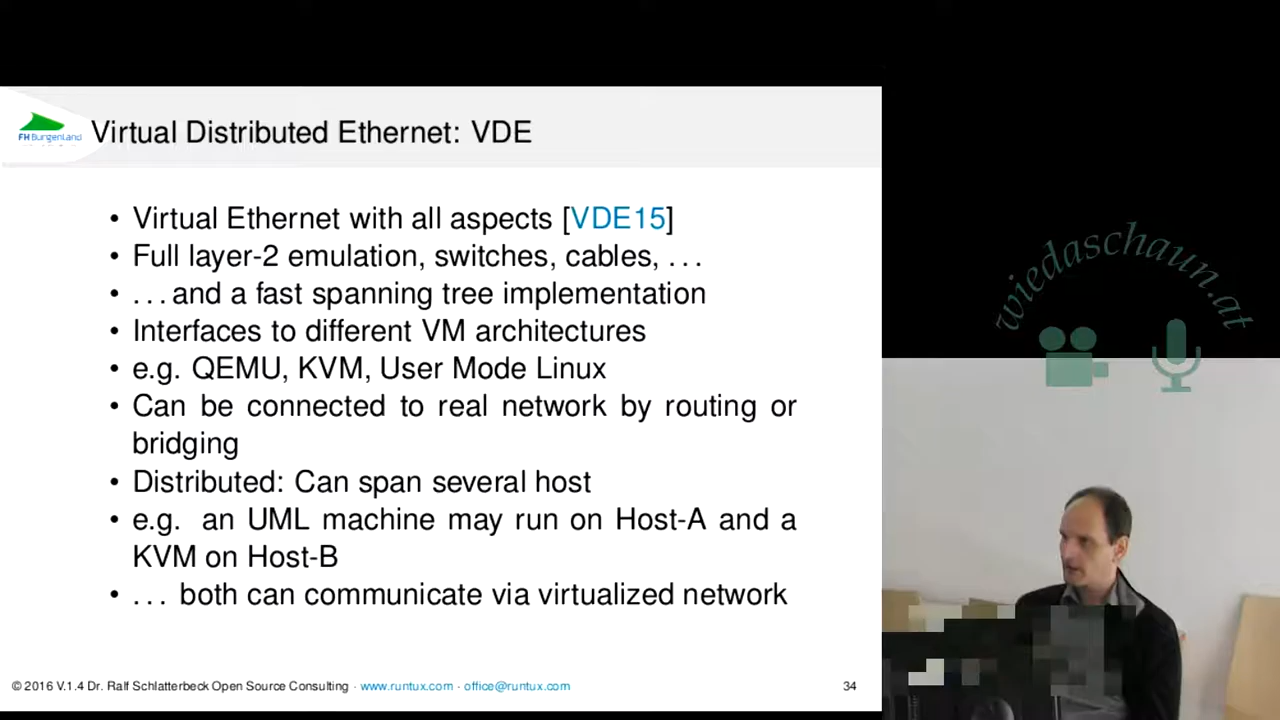 FH Burgenland
Virtual Distributed Ethernet: VDE
• Virtual Ethernet with all aspects [VDE15]
• Full layer-2 emulation, switches, cables, . . .
• . . . and a fast spanning tree implementation
• Interfaces to different VM architectures
• e.g. QEMU, KVM, User Mode Linux
• Can be connected to real network by routing or
bridging
• Distributed: Can span several host
• e.g. an UML machine may run on Host-A and a
KVM on Host-B
• . . . both can communicate via virtualized network
© 2016 V.1.4 Dr. Ralf Schlatterbeck Open Source Consulting · www.runtux.com · office@runtux.com
34
wiedaschaun.at